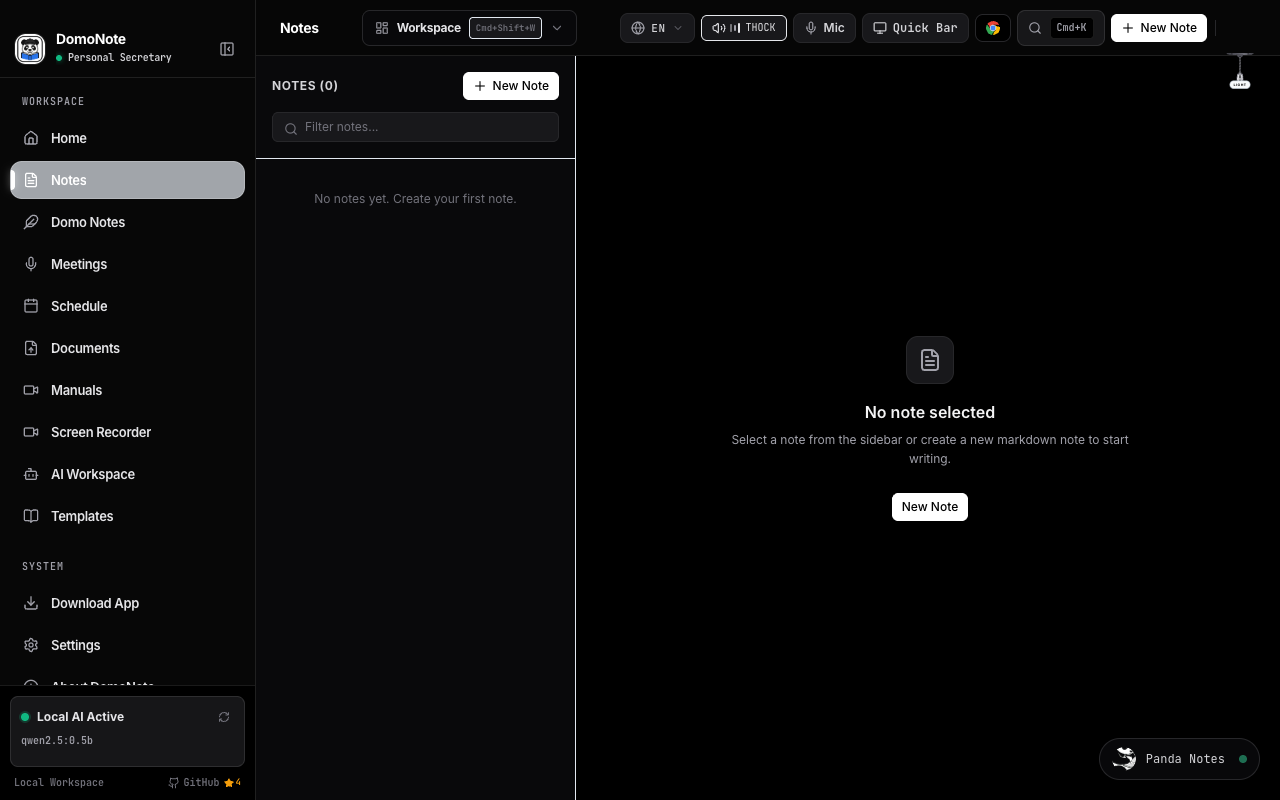 DomoNote
Personal Secretary
WORKSPACE
Home
Notes
Domo Notes
Meetings
Schedule
Documents
Manuals
Screen Recorder
AI Workspace
Templates
SYSTEM
Download App
Settings
About DomoNote
Local AI Active
qwen2.5:0.5b
Local Workspace
GitHub 4
Notes
Workspace Cmd+Shift+W
EN
THOCK
Mic
Quick Bar
Cmd+K
New Note
LIGHT
NOTES (0)
New Note
Filter notes...
No notes yet. Create your first note.
No note selected
Select a note from the sidebar or create a new markdown note to start
writing.
New Note
Panda Notes